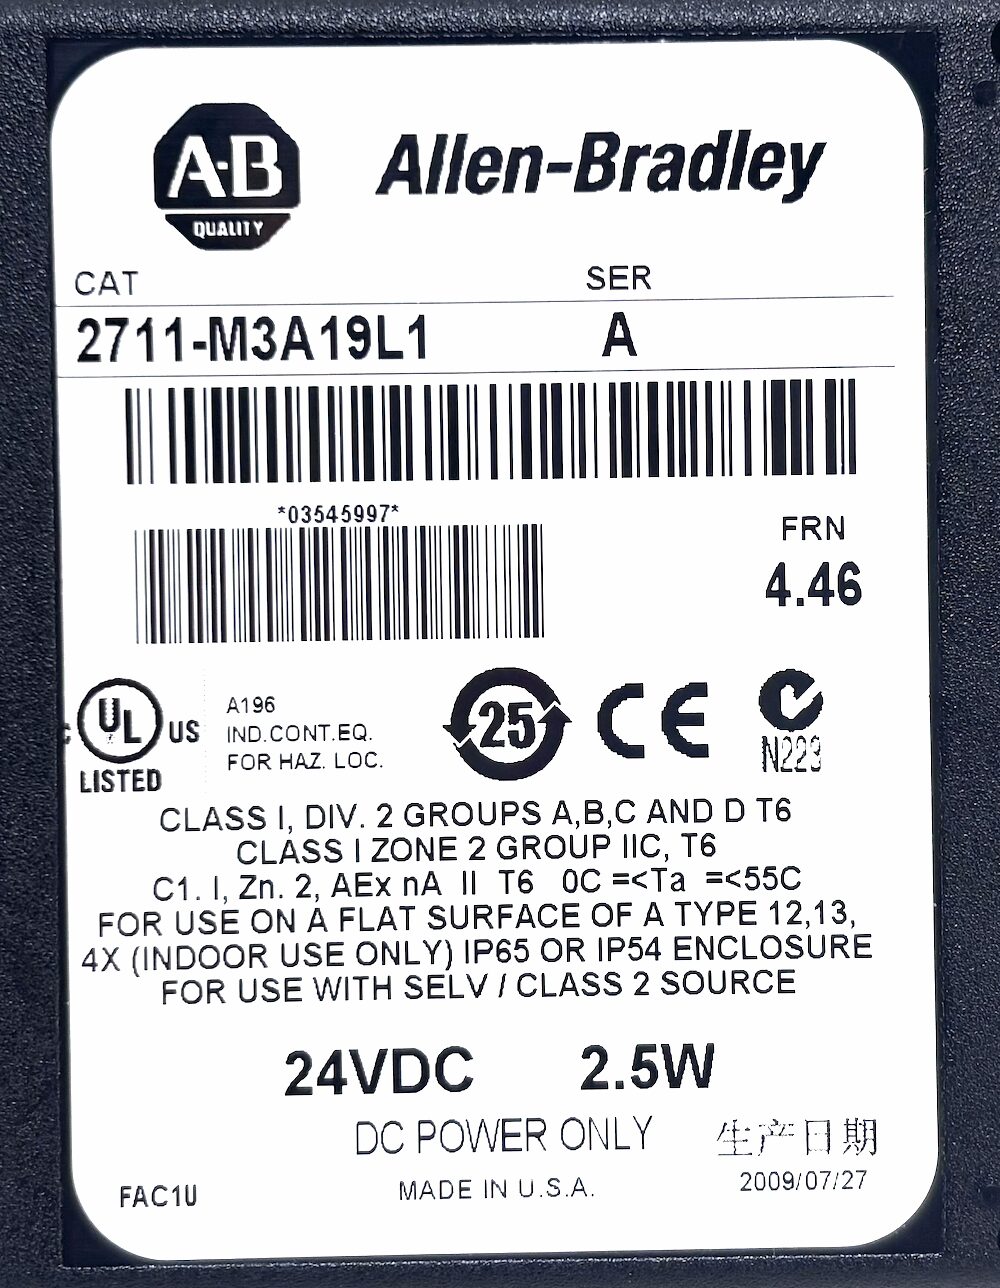 A-B
QUALITY
Allen-Bradley
CAT
SER
2711-M3A19L1
A
*03545997*
FRN
4.46
C UL US
LISTED
A196
IND.CONT.EQ.
FOR HAZ. LOC.
25
CE
N223
CLASS I, DIV. 2 GROUPS A,B,C AND D T6
CLASS I ZONE 2 GROUP IIC, T6
C1. I, Zn. 2, AEx nA II T6 0C =<Ta =<55C
FOR USE ON A FLAT SURFACE OF A TYPE 12,13,
4X (INDOOR USE ONLY) IP65 OR IP54 ENCLOSURE
FOR USE WITH SELV / CLASS 2 SOURCE
24VDC 2.5W
DC POWER ONLY
生产日期
FAC1U
MADE IN U.S.A.
2009/07/27